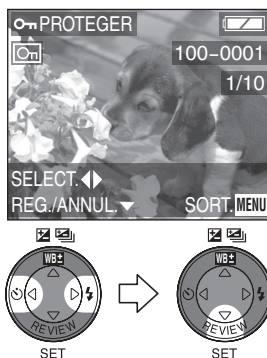 PROTEGER
100-0001
1/10
SELECT.
REG./ANNUL. SORT. MENU
WB± WB±
REVIEW REVIEW
SET SET